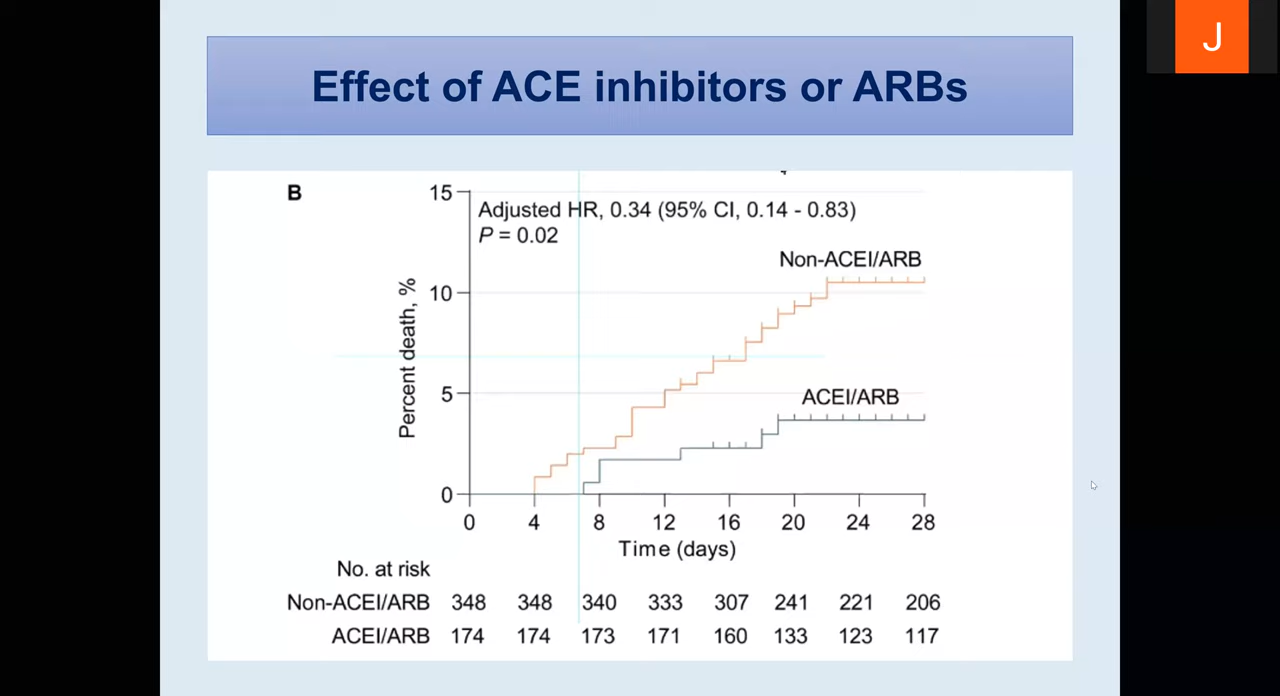 J
Effect of ACE inhibitors or ARBs
B
15
Adjusted HR, 0.34 (95% CI, 0.14 - 0.83)
P = 0.02
Non-ACEI/ARB
10
Percent death, %
5
ACEI/ARB
0
0 4 8 12 16 20 24 28
Time (days)
No. at risk
Non-ACEI/ARB 348 348 340 333 307 241 221 206
ACEI/ARB 174 174 173 171 160 133 123 117